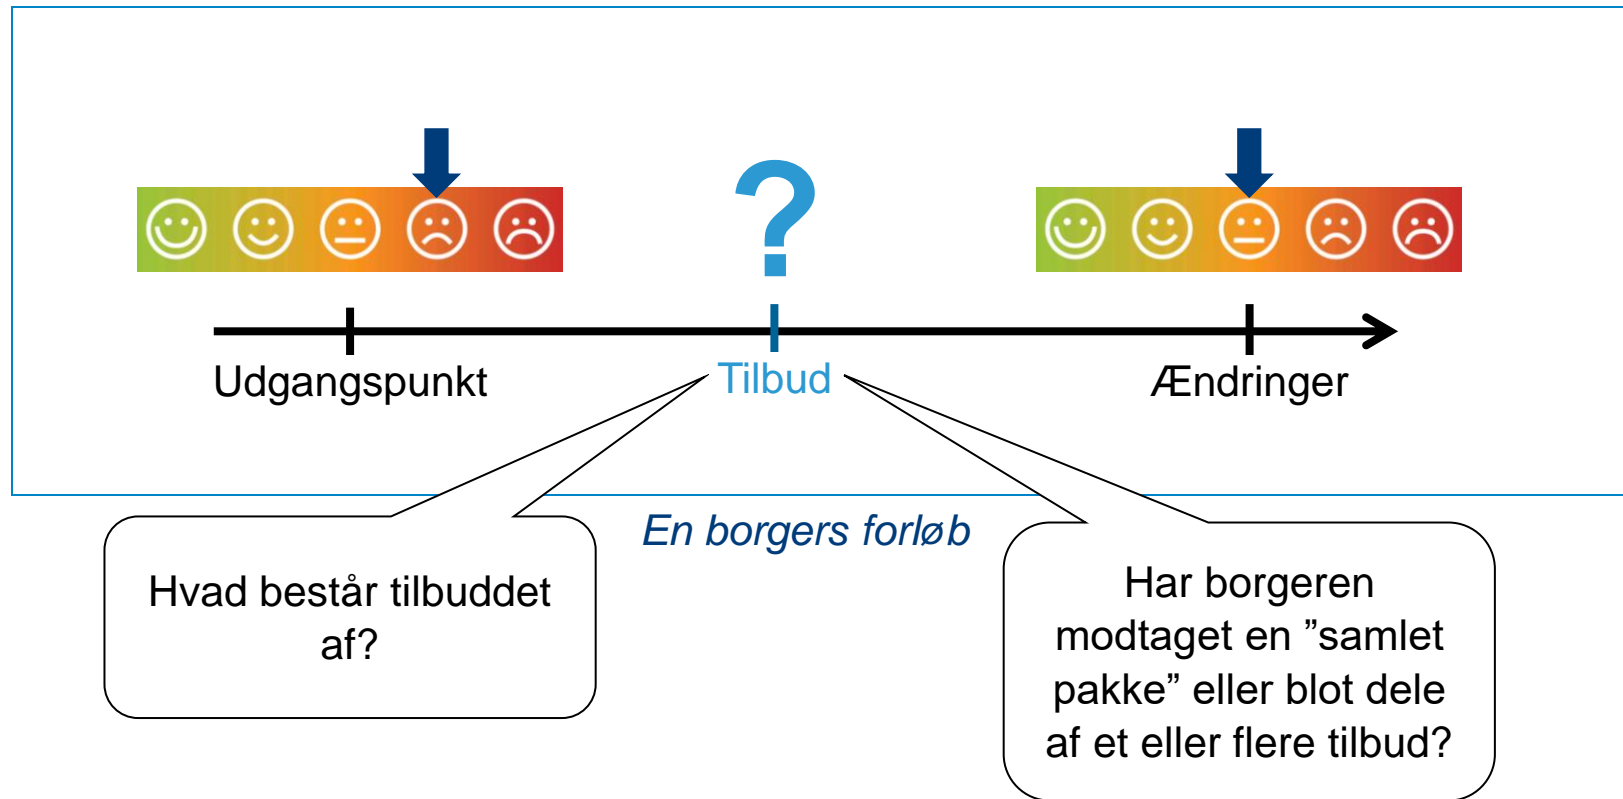 ?
Udgangspunkt
Tilbud
Ændringer
En borgers forløb
Hvad består tilbuddet
af?
Har borgeren
modtaget en ”samlet
pakke” eller blot dele
af et eller flere tilbud?